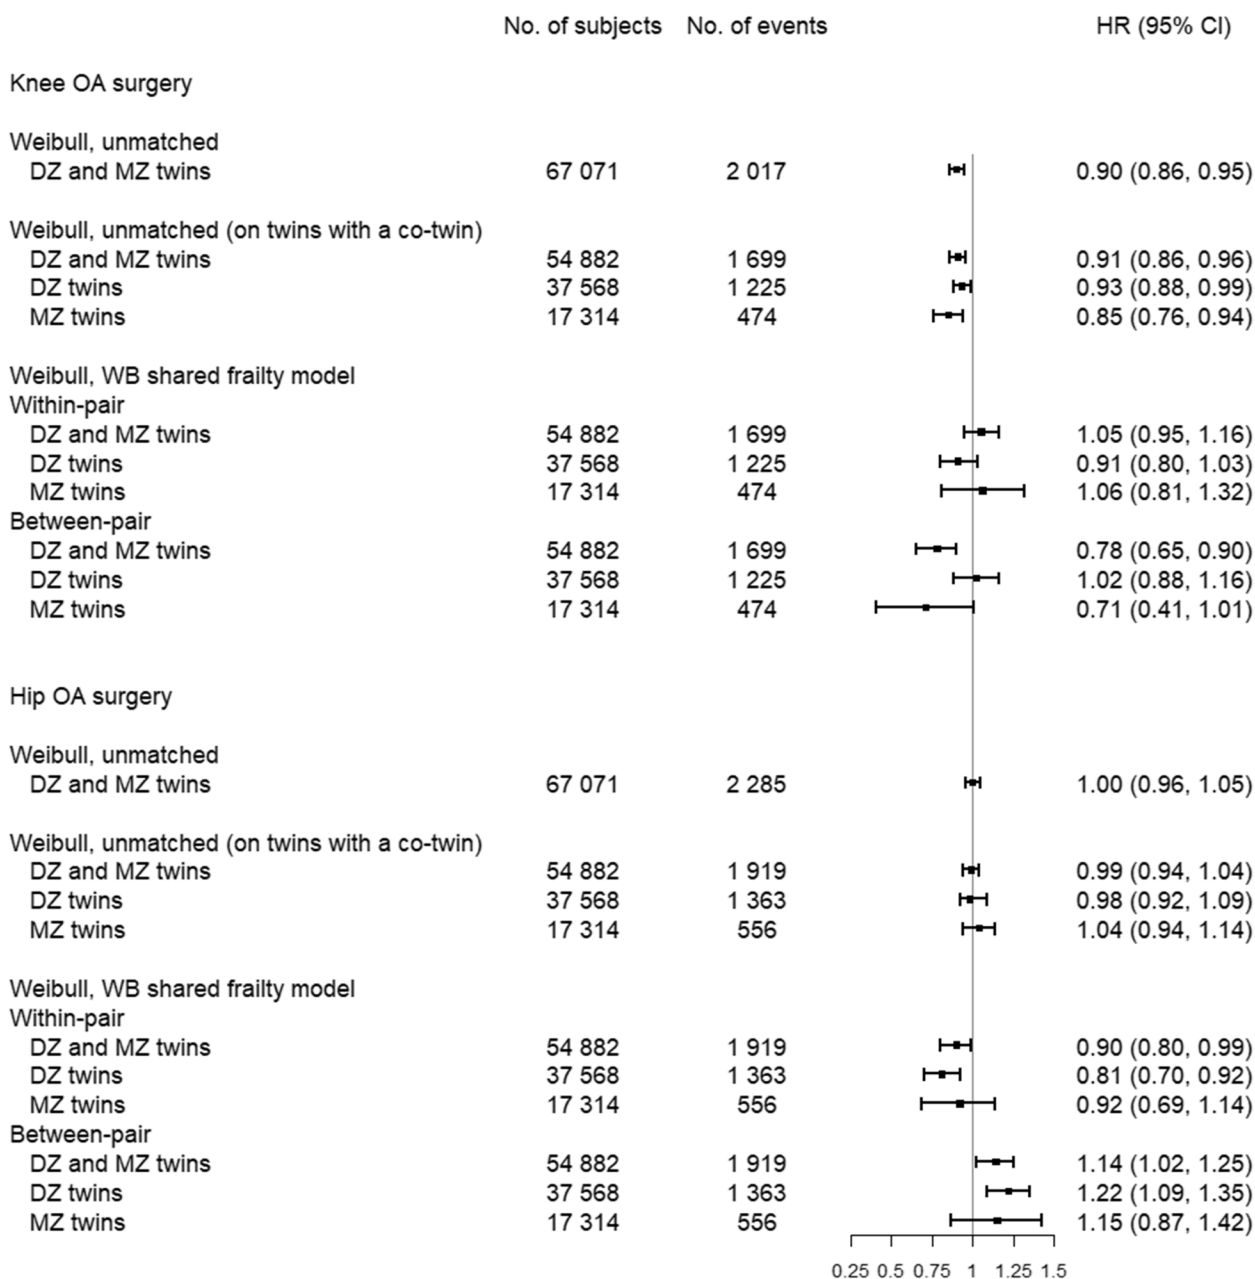 No. of subjects No. of events HR (95% CI)
Knee OA surgery
Weibull, unmatched
DZ and MZ twins 67 071 2 017 0.90 (0.86, 0.95)
Weibull, unmatched (on twins with a co-twin)
DZ and MZ twins 54 882 1 699 0.91 (0.86, 0.96)
DZ twins 37 568 1 225 0.93 (0.88, 0.99)
MZ twins 17 314 474 0.85 (0.76, 0.94)
Weibull, WB shared frailty model
Within-pair
DZ and MZ twins 54 882 1 699 1.05 (0.95, 1.16)
DZ twins 37 568 1 225 0.91 (0.80, 1.03)
MZ twins 17 314 474 1.06 (0.81, 1.32)
Between-pair
DZ and MZ twins 54 882 1 699 0.78 (0.65, 0.90)
DZ twins 37 568 1 225 1.02 (0.88, 1.16)
MZ twins 17 314 474 0.71 (0.41, 1.01)
Hip OA surgery
Weibull, unmatched
DZ and MZ twins 67 071 2 285 1.00 (0.96, 1.05)
Weibull, unmatched (on twins with a co-twin)
DZ and MZ twins 54 882 1 919 0.99 (0.94, 1.04)
DZ twins 37 568 1 363 0.98 (0.92, 1.09)
MZ twins 17 314 556 1.04 (0.94, 1.14)
Weibull, WB shared frailty model
Within-pair
DZ and MZ twins 54 882 1 919 0.90 (0.80, 0.99)
DZ twins 37 568 1 363 0.81 (0.70, 0.92)
MZ twins 17 314 556 0.92 (0.69, 1.14)
Between-pair
DZ and MZ twins 54 882 1 919 1.14 (1.02, 1.25)
DZ twins 37 568 1 363 1.22 (1.09, 1.35)
MZ twins 17 314 556 1.15 (0.87, 1.42)
0.25 0.5 0.75 1 1.25 1.5